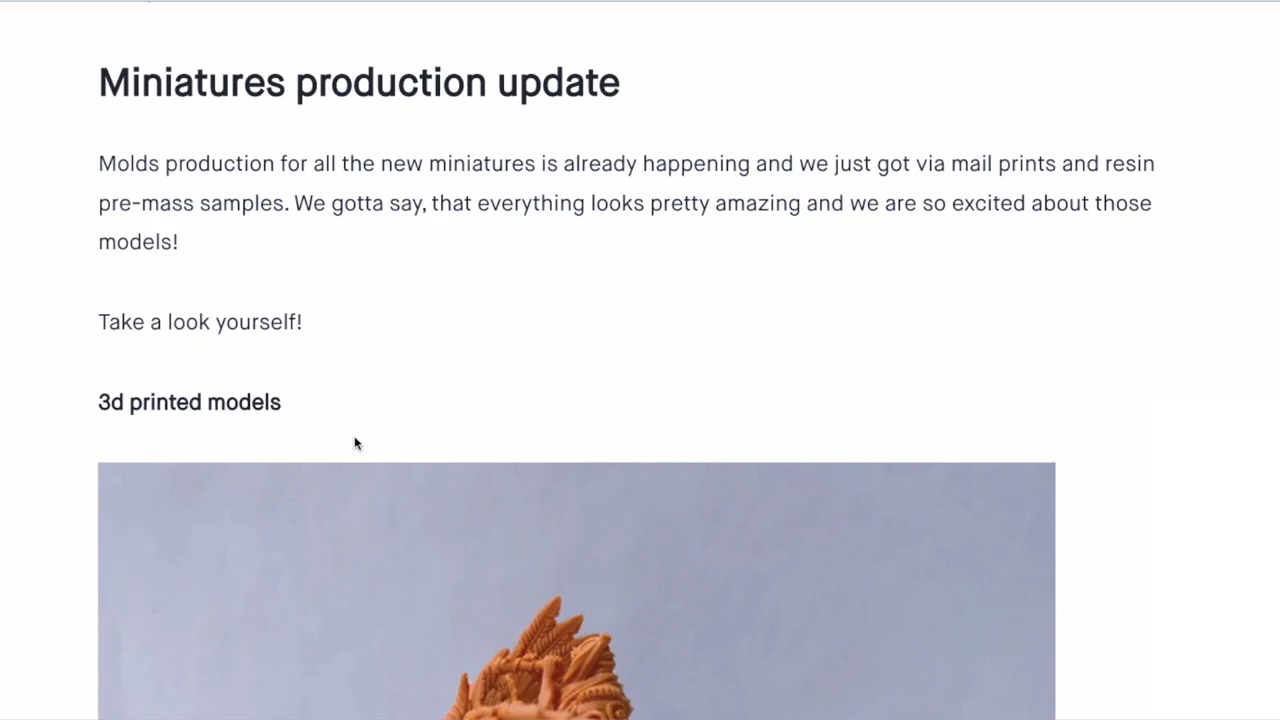 Miniatures production update
Molds production for all the new miniatures is already happening and we just got via mail prints and resin
pre-mass samples. We gotta say, that everything looks pretty amazing and we are so excited about those
models!
Take a look yourself!
3d printed models